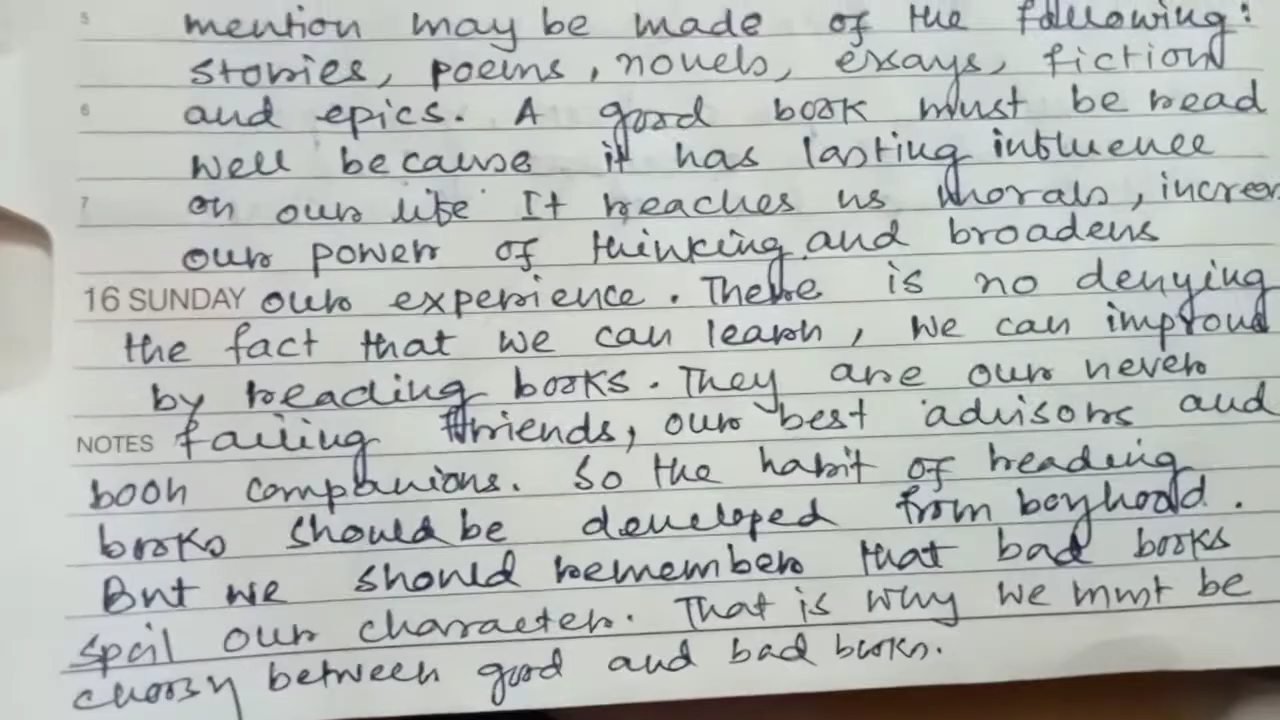 5
mention may be made of the following:
stories, poems, novels, essays, fiction
6
and epics. A good book must be read
well because it has lasting influence
7
on our life It teaches us morals, increas
our power of thinking and broadens
16 SUNDAY our experience. There is no denying
the fact that we can learn, we can improve
by reading books. They are our never
NOTES failing friends, our best advisors and
boon companions. So the habit of reading
books should be developed from boyhood.
But we should remember that bad books
spoil our character. That is why we must be
choosy between good and bad books.